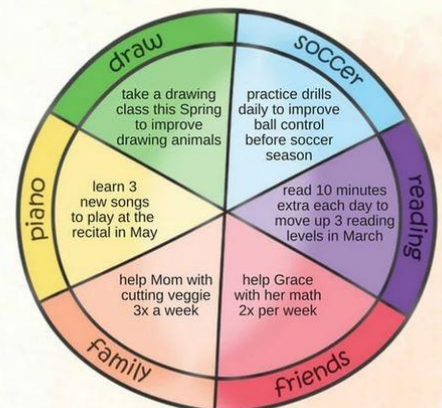 draw
take a drawing
class this Spring
to improve
drawing animals
soccer
practice drills
daily to improve
ball control
before soccer
season
reading
read 10 minutes
extra each day to
move up 3 reading
levels in March
friends
help Grace
with her math
2x per week
family
help Mom with
cutting veggie
3x a week
piano
learn 3
new songs
to play at the
recital in May